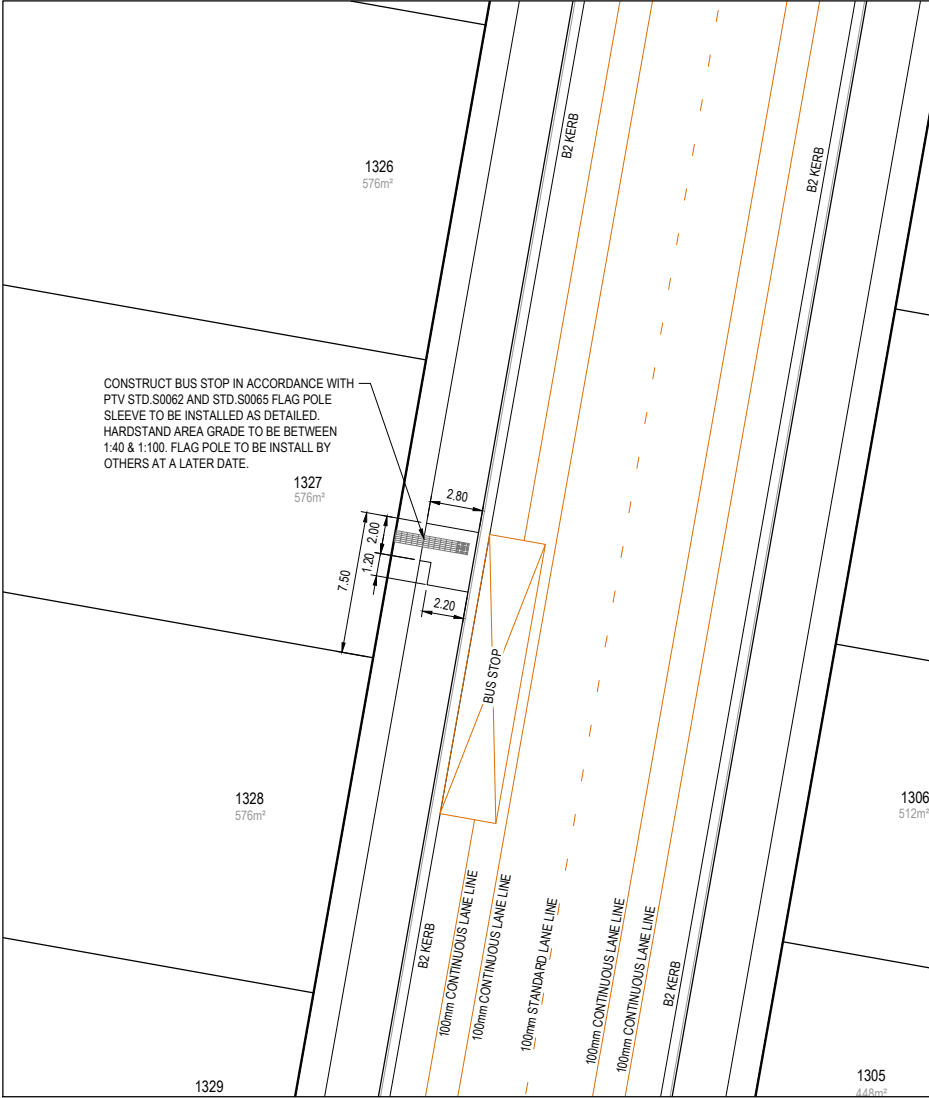 B2 KERB
B2 KERB
1326
576m²
CONSTRUCT BUS STOP IN ACCORDANCE WITH
PTV STD.S0062 AND STD.S0065 FLAG POLE
SLEEVE TO BE INSTALLED AS DETAILED.
HARDSTAND AREA GRADE TO BE BETWEEN
1:40 & 1:100. FLAG POLE TO BE INSTALL BY
OTHERS AT A LATER DATE.
1327
576m²
2.80
2.00
1.20
7.50
2.20
BUS STOP
1328
576m²
1306
512m²
B2 KERB
100mm CONTINUOUS LANE LINE
100mm CONTINUOUS LANE LINE
100mm STANDARD LANE LINE
100mm CONTINUOUS LANE LINE
100mm CONTINUOUS LANE LINE
B2 KERB
1329
1305
448m²